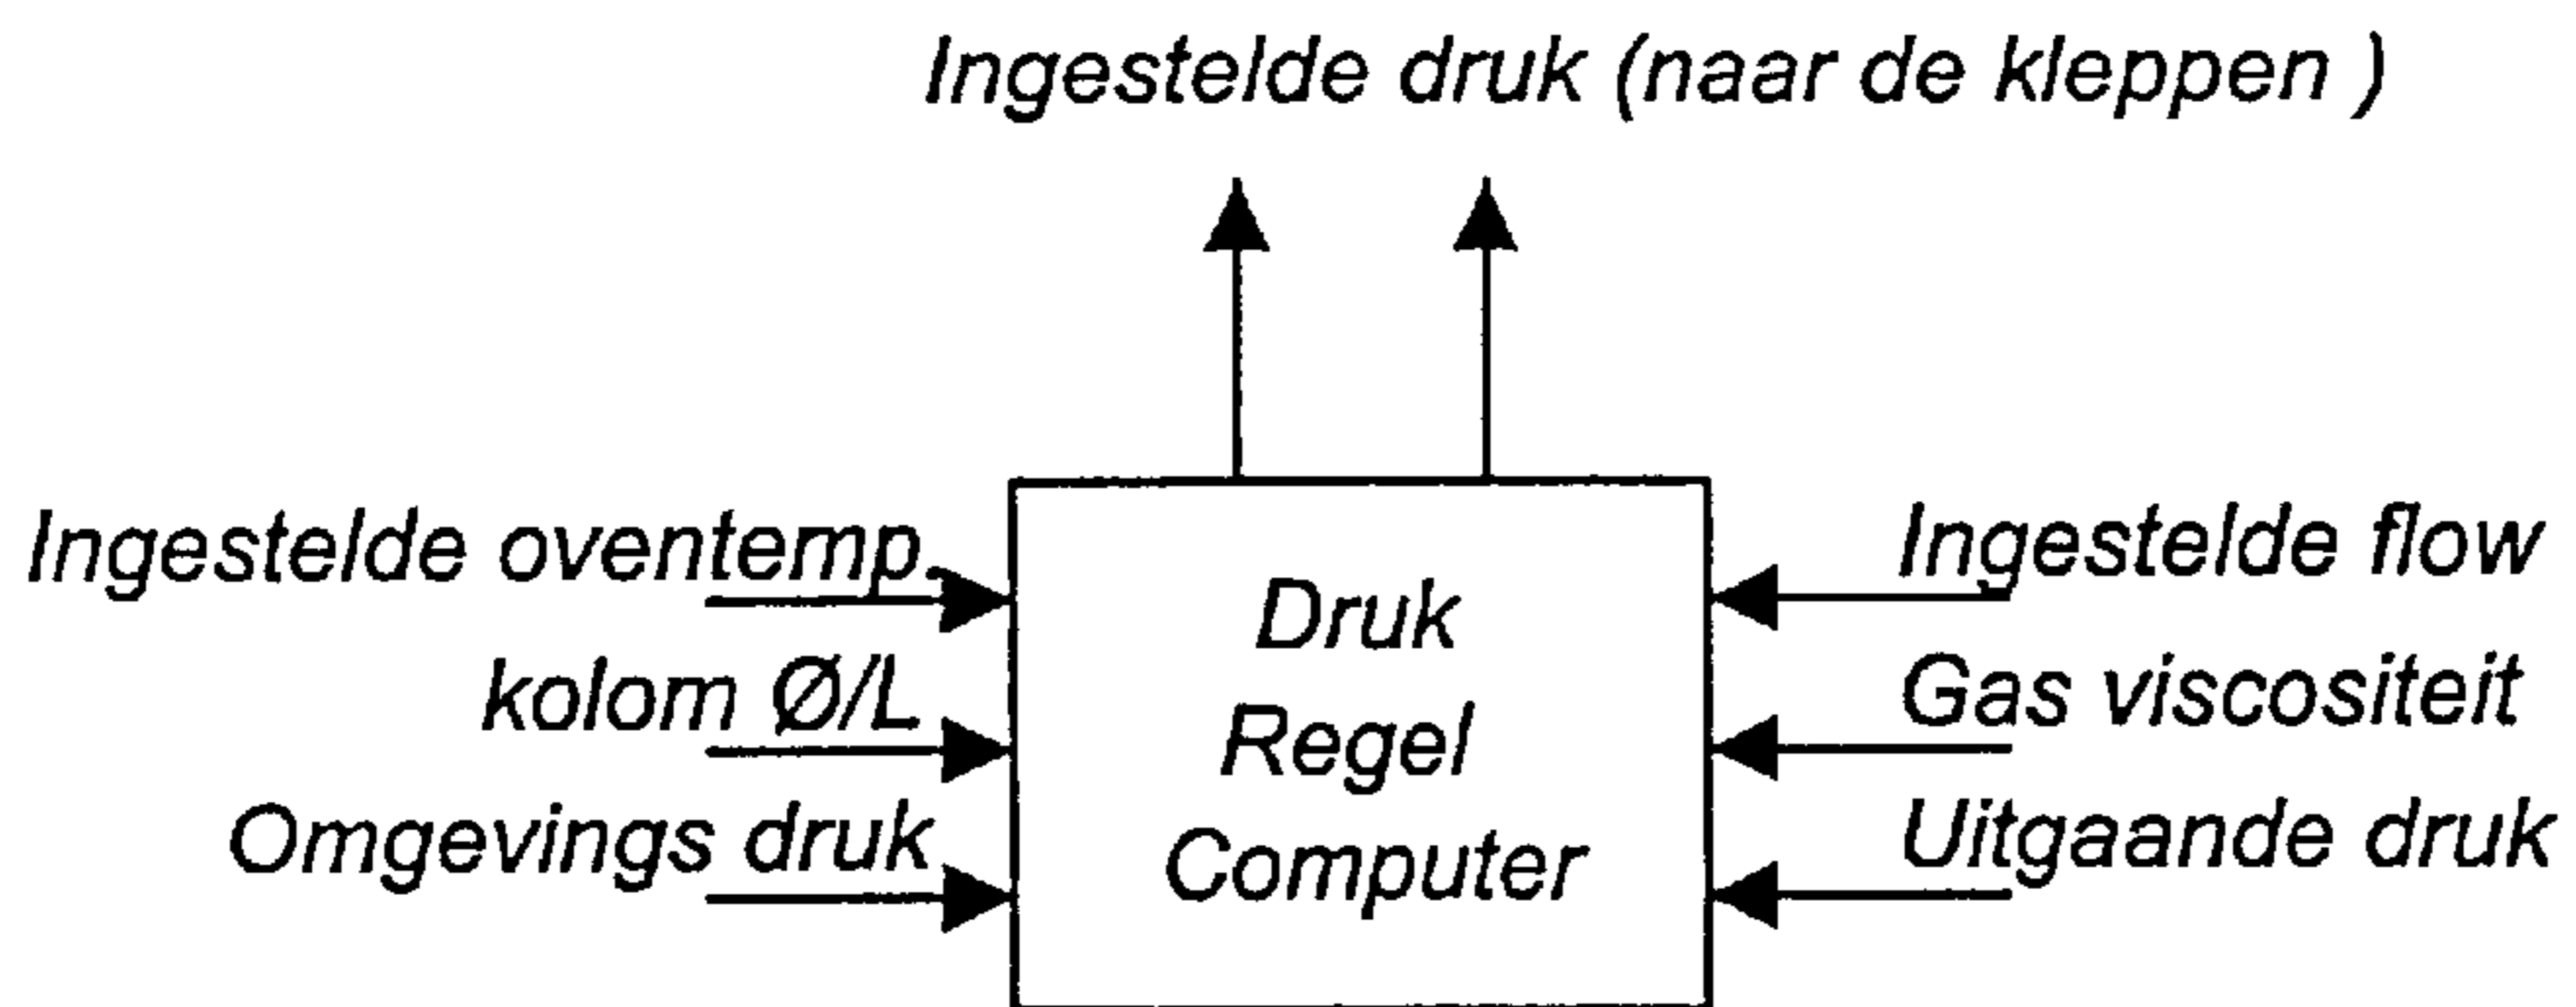 Ingestelde druk (naar de kleppen )
Ingestelde oventemp.
kolom Ø/L
Omgevings druk
Druk
Regel
Computer
Ingestelde flow
Gas viscositeit
Uitgaande druk